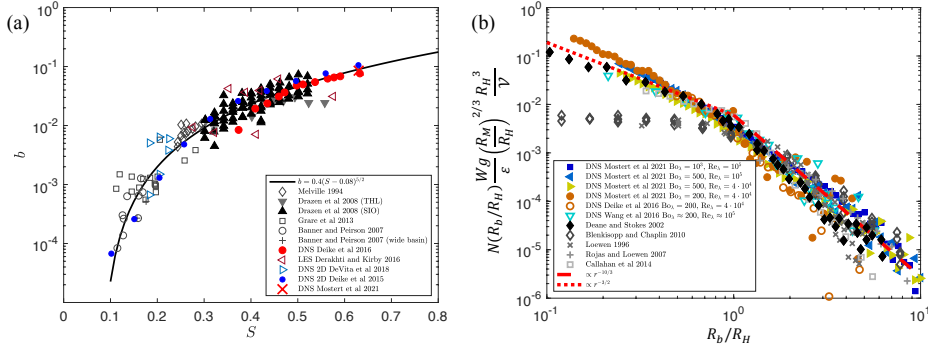 (a)
10^0
10^-1
10^-2
10^-3
10^-4
b
0
0.1
0.2
0.3
0.4
0.5
0.6
0.7
0.8
S
b = 0.4(S − 0.08)^5/2
Melville 1994
Drazen et al 2008 (THL)
Drazen et al 2008 (SIO)
Grare et al 2013
Banner and Peirson 2007
Banner and Peirson 2007 (wide basin)
DNS Deike et al 2016
LES Derakhti and Kirby 2016
DNS 2D DeVita et al 2018
DNS 2D Deike et al 2015
DNS Mostert et al 2021
(b)
10^0
10^-1
10^-2
10^-3
10^-4
10^-5
10^-6
N(R_b/R_H) Wg/ε (R_M/R_H)^2/3 R_H^3/V
10^-1
10^0
10^1
R_b/R_H
DNS Mostert et al 2021 Bo_λ = 10^5, Re_λ = 10^5
DNS Mostert et al 2021 Bo_λ = 500, Re_λ = 10^5
DNS Mostert et al 2021 Bo_λ = 500, Re_λ = 4 · 10^4
DNS Mostert et al 2021 Bo_λ = 200, Re_λ = 4 · 10^4
DNS Deike et al 2016 Bo_λ = 200, Re_λ = 4 · 10^4
DNS Wang et al 2016 Bo_λ ≈ 200, Re_λ ≈ 10^5
Deane and Stokes 2002
Blenkisopp and Chaplin 2010
Loewen 1996
Rojas and Loewen 2007
Callahan et al 2014
∝ r^-10/3
∝ r^-3/2